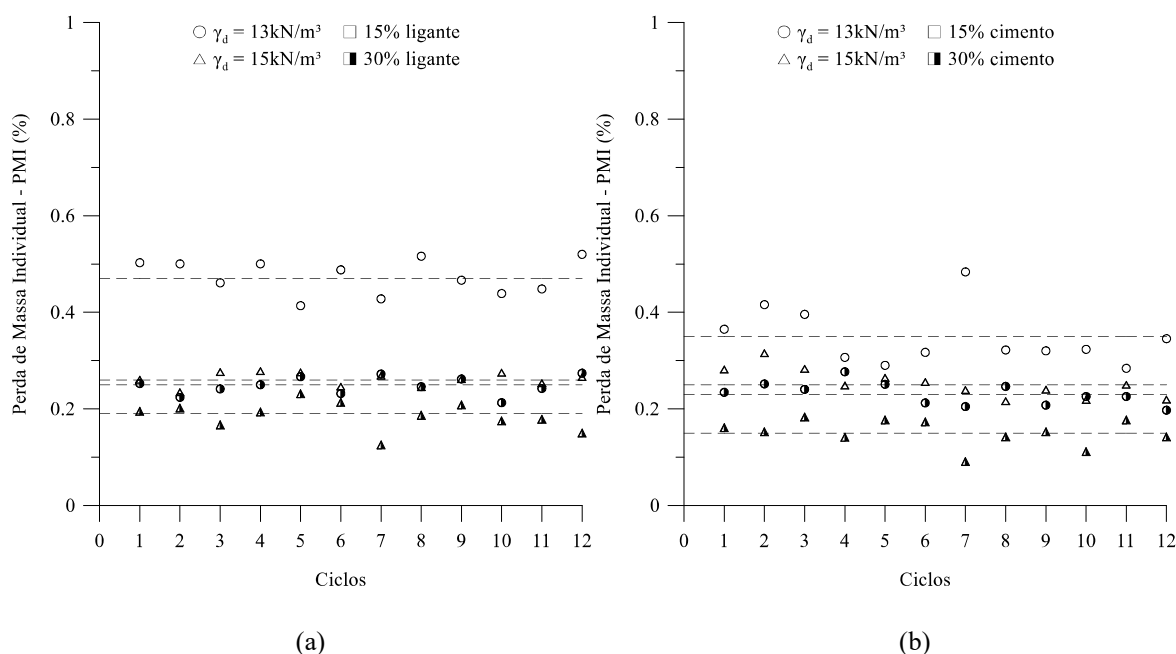 γd = 13kN/m³ 15% ligante
γd = 15kN/m³ 30% ligante
Perda de Massa Individual - PMI (%)
1
0.8
0.6
0.4
0.2
0
0 1 2 3 4 5 6 7 8 9 10 11 12
Ciclos
(a)
γd = 13kN/m³ 15% cimento
γd = 15kN/m³ 30% cimento
Perda de Massa Individual - PMI (%)
1
0.8
0.6
0.4
0.2
0
0 1 2 3 4 5 6 7 8 9 10 11 12
Ciclos
(b)